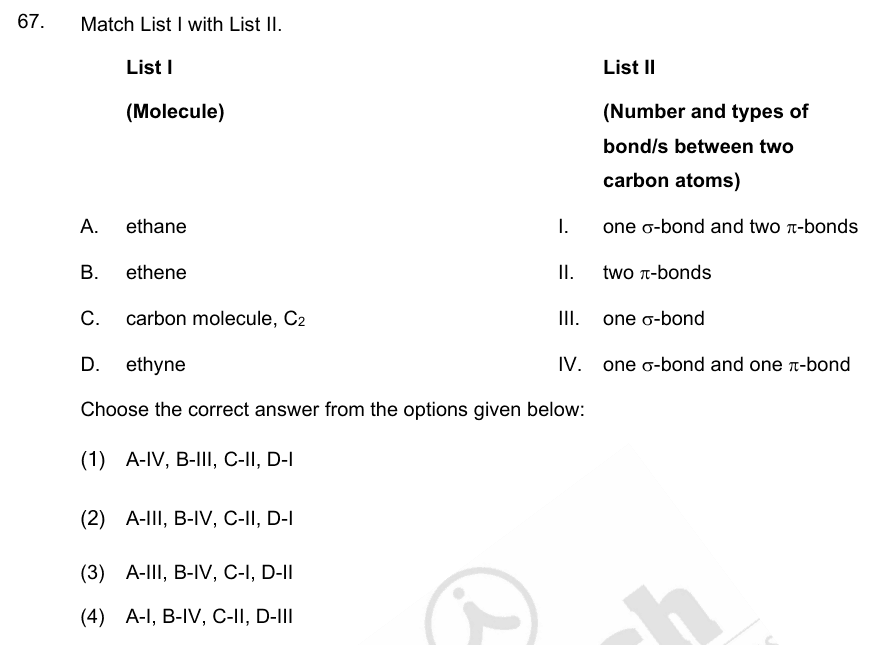 67. Match List I with List II.
List I List II
(Molecule) (Number and types of
bond/s between two
carbon atoms)
A. ethane I. one σ-bond and two π-bonds
B. ethene II. two π-bonds
C. carbon molecule, C₂ III. one σ-bond
D. ethyne IV. one σ-bond and one π-bond
Choose the correct answer from the options given below:
(1) A-IV, B-III, C-II, D-I
(2) A-III, B-IV, C-II, D-I
(3) A-III, B-IV, C-I, D-II
(4) A-I, B-IV, C-II, D-III